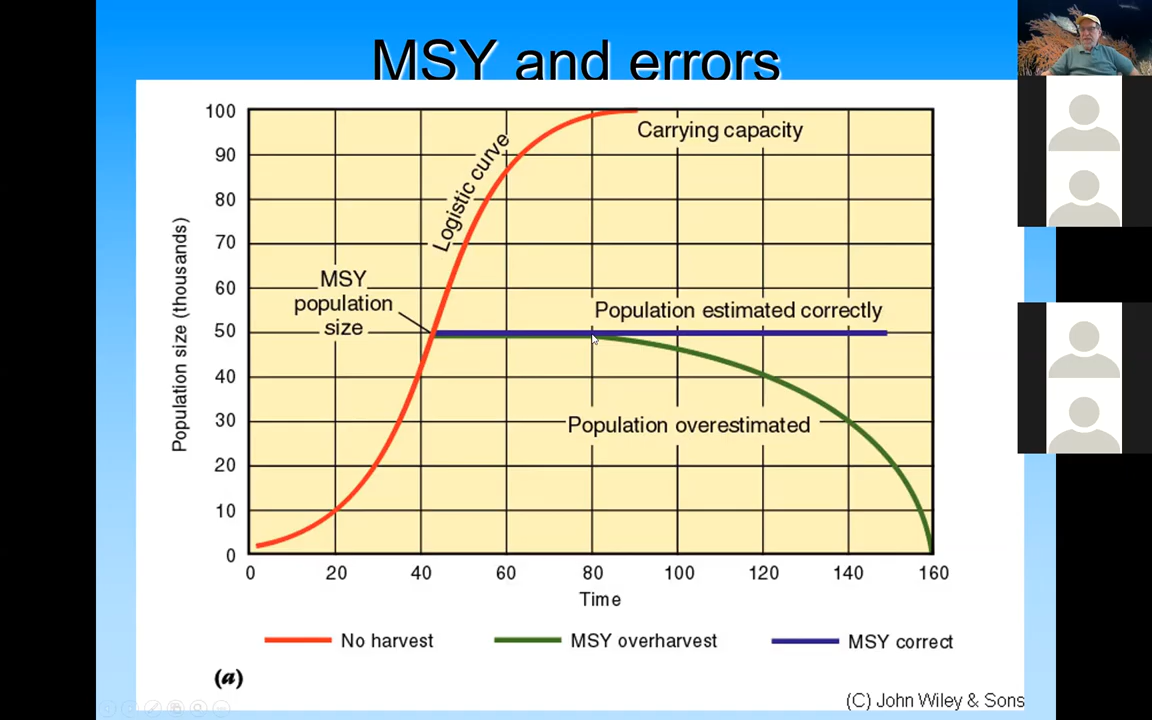 MSY and errors
100
90
80
70
60
50
40
30
20
10
0
Population size (thousands)
Carrying capacity
Logistic curve
MSY
population
size
Population estimated correctly
Population overestimated
0 20 40 60 80 100 120 140 160
Time
No harvest MSY overharvest MSY correct
(a)
(C) John Wiley & Sons